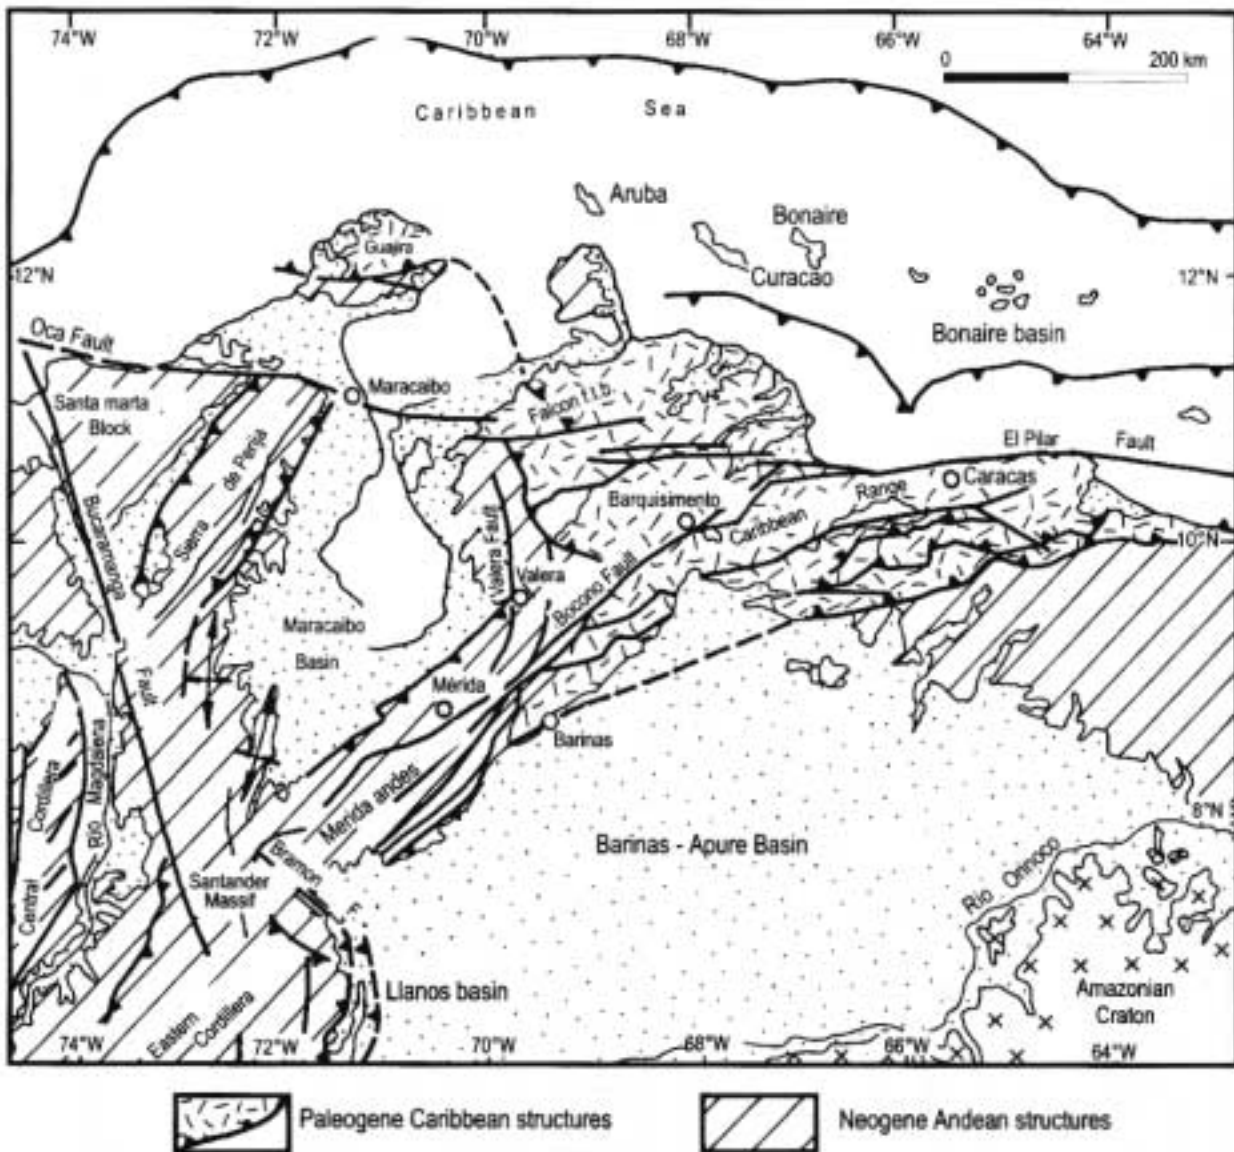 74°W 72°W 70°W 68°W 66°W 64°W
0 200 km
Caribbean Sea
Aruba
Bonaire
Curacao
Guajira
12°N 12°N
Bonaire basin
Oca Fault
Maracaibo
Santa marta
Block
Falcon f.t.b.
Sierra de Perija
El Pilar Fault
Caracas
Barquisimento
Caribbean Range
Bucaramanga Fault
Valera Fault
Valera
Bocono Fault
10°N
Maracaibo
Basin
Mérida
Barinas
Central Cordillera
Rio Magdalena
Merida andes
8°N
Barinas - Apure Basin
Bramon F.
Santander
Massif
Rio Orinoco
Llanos basin
Amazonian
Craton
Eastern
Cordillera
74°W 72°W 70°W 68°W 66°W 64°W
Paleogene Caribbean structures
Neogene Andean structures